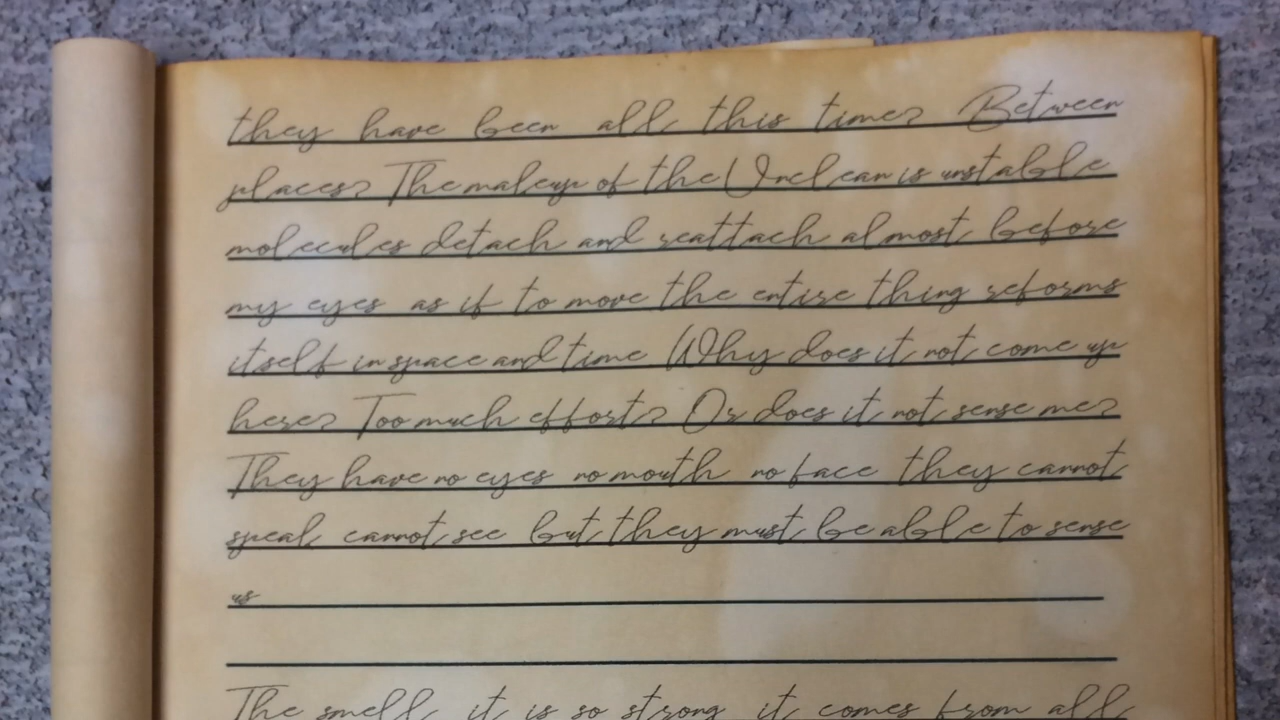 they have been all this time? Between
places? The makeup of the Unclean is unstable
molecules detach and reattach almost before
my eyes as if to move the entire thing reforms
itself in space and time Why does it not come up
here? Too much effort? Or does it not sense me?
They have no eyes no mouth no face they cannot
speak cannot see but they must be able to sense
us
The smell it is so strong it comes from all